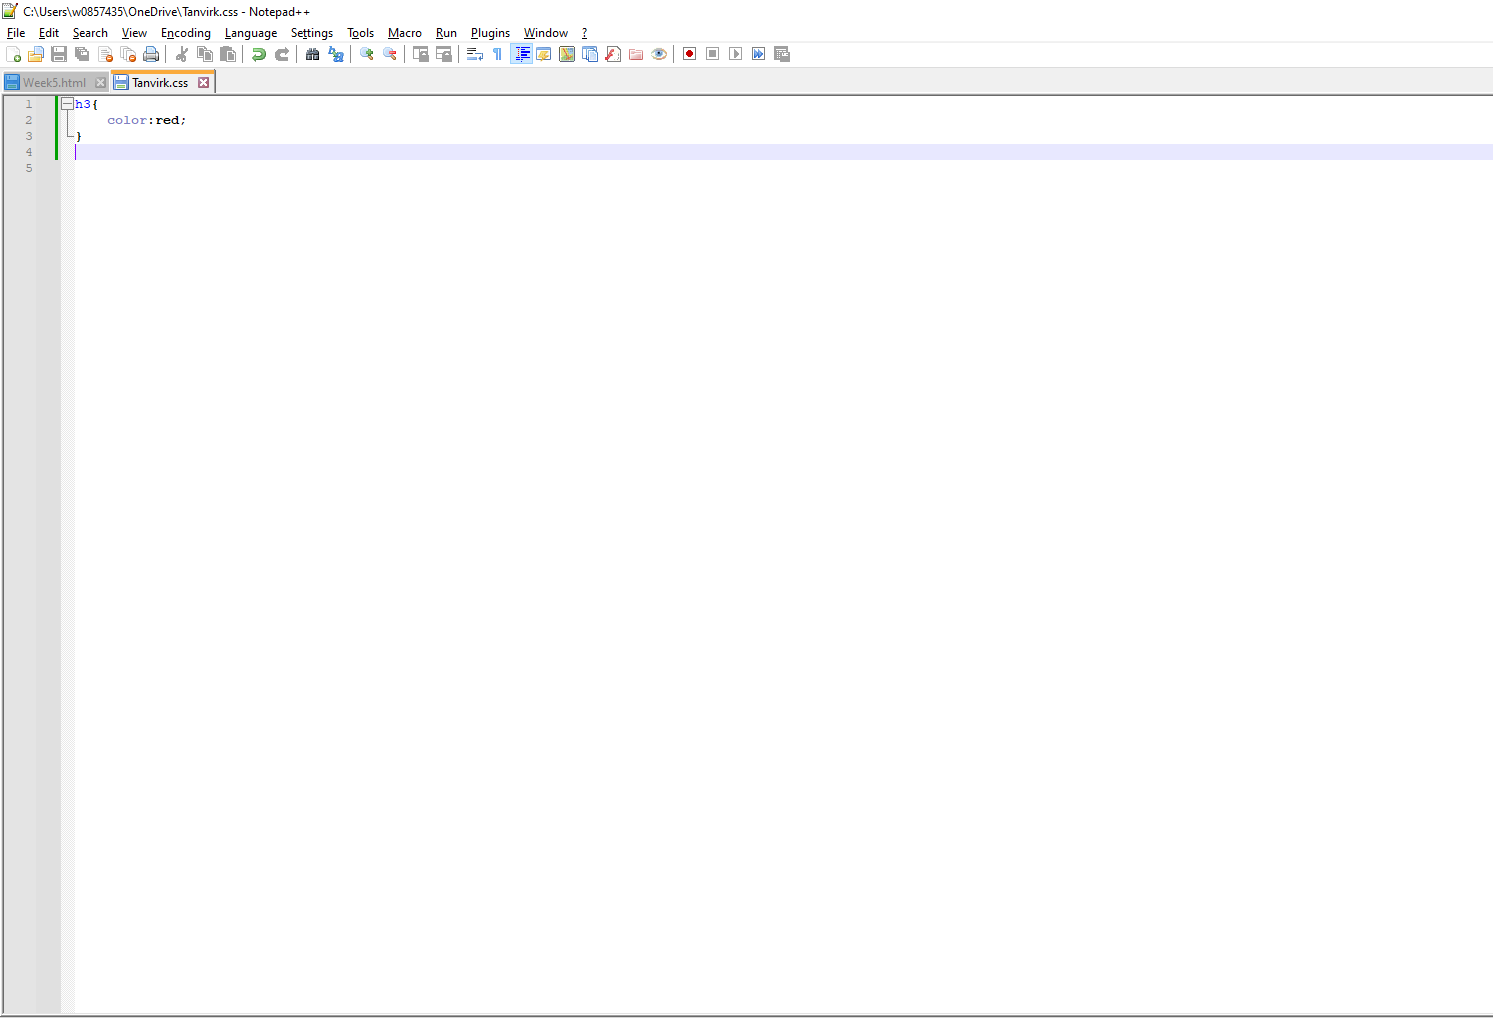 C:\Users\w0857435\OneDrive\Tanvirk.css - Notepad++
File Edit Search View Encoding Language Settings Tools Macro Run Plugins Window ?
Week5.html Tanvirk.css
1 h3{
2 color:red;
3 }
4
5